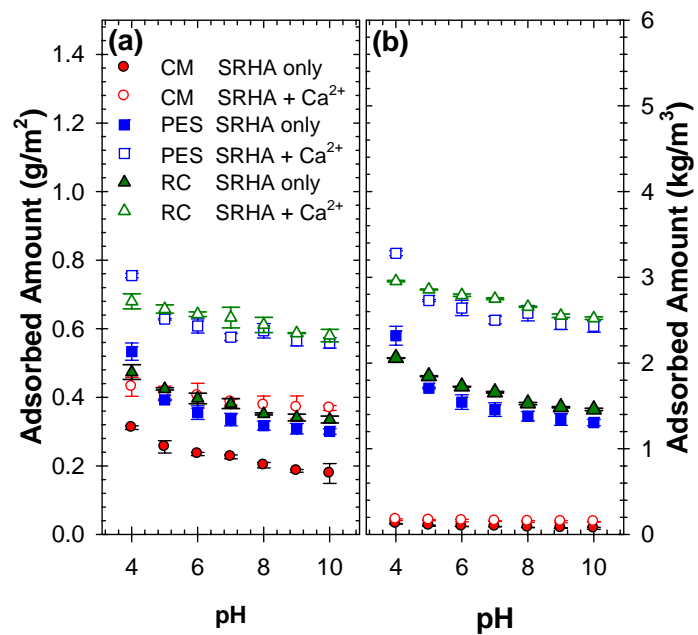 (a)
CM SRHA only
CM SRHA + Ca²⁺
PES SRHA only
PES SRHA + Ca²⁺
RC SRHA only
RC SRHA + Ca²⁺
Adsorbed Amount (g/m²)
1.4
1.2
1.0
0.8
0.6
0.4
0.2
0.0
4 6 8 10
pH
(b)
6
5
4
3
2
1
0
Adsorbed Amount (kg/m³)
4 6 8 10
pH